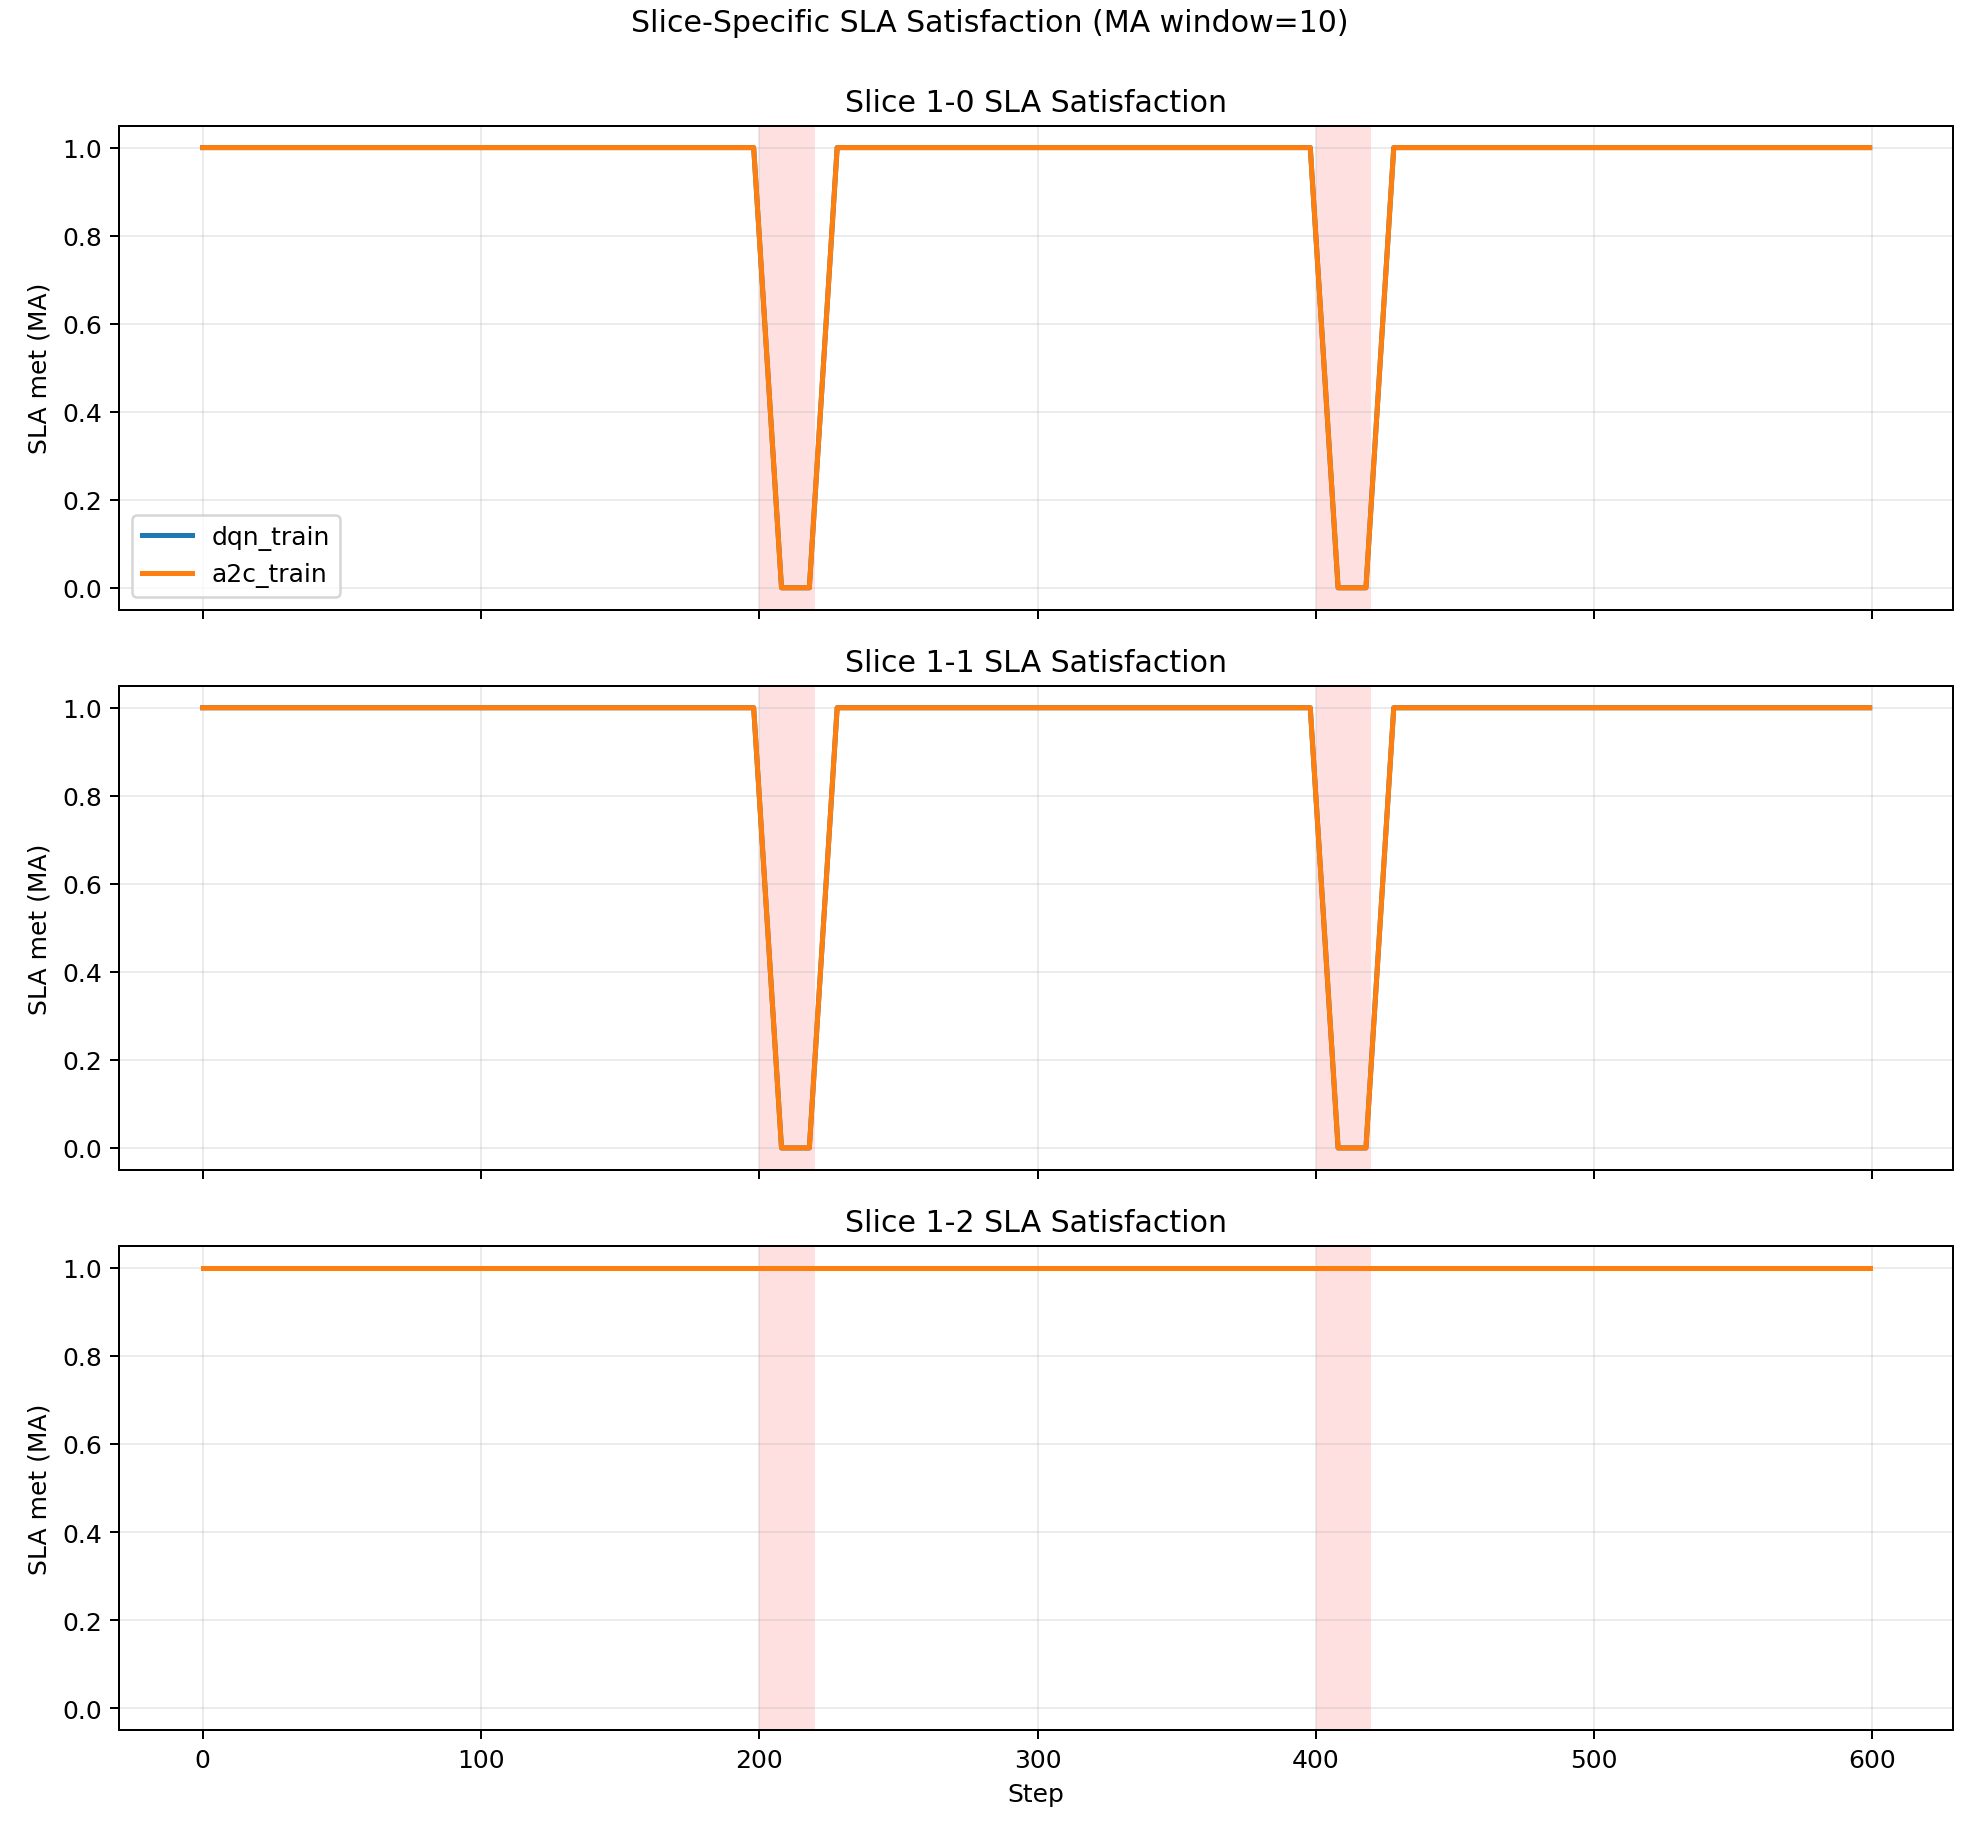 Slice-Specific SLA Satisfaction (MA window=10)
Slice 1-0 SLA Satisfaction
1.0
0.8
0.6
0.4
0.2
0.0
SLA met (MA)
dqn_train
a2c_train
Slice 1-1 SLA Satisfaction
1.0
0.8
0.6
0.4
0.2
0.0
SLA met (MA)
Slice 1-2 SLA Satisfaction
1.0
0.8
0.6
0.4
0.2
0.0
SLA met (MA)
0 100 200 300 400 500 600
Step